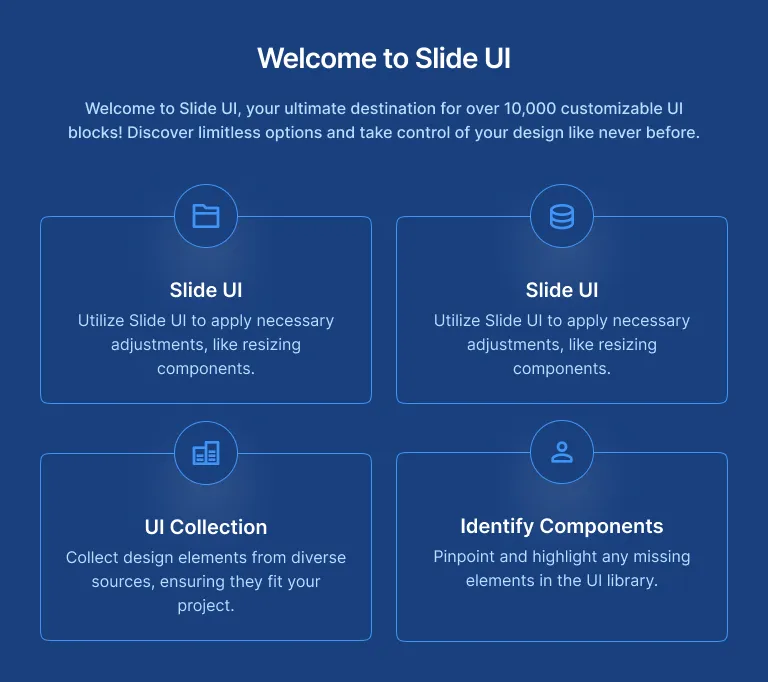 Welcome to Slide UI
Welcome to Slide UI, your ultimate destination for over 10,000 customizable UI
blocks! Discover limitless options and take control of your design like never before.
Slide UI
Utilize Slide UI to apply necessary
adjustments, like resizing
components.
Slide UI
Utilize Slide UI to apply necessary
adjustments, like resizing
components.
UI Collection
Collect design elements from diverse
sources, ensuring they fit your
project.
Identify Components
Pinpoint and highlight any missing
elements in the UI library.